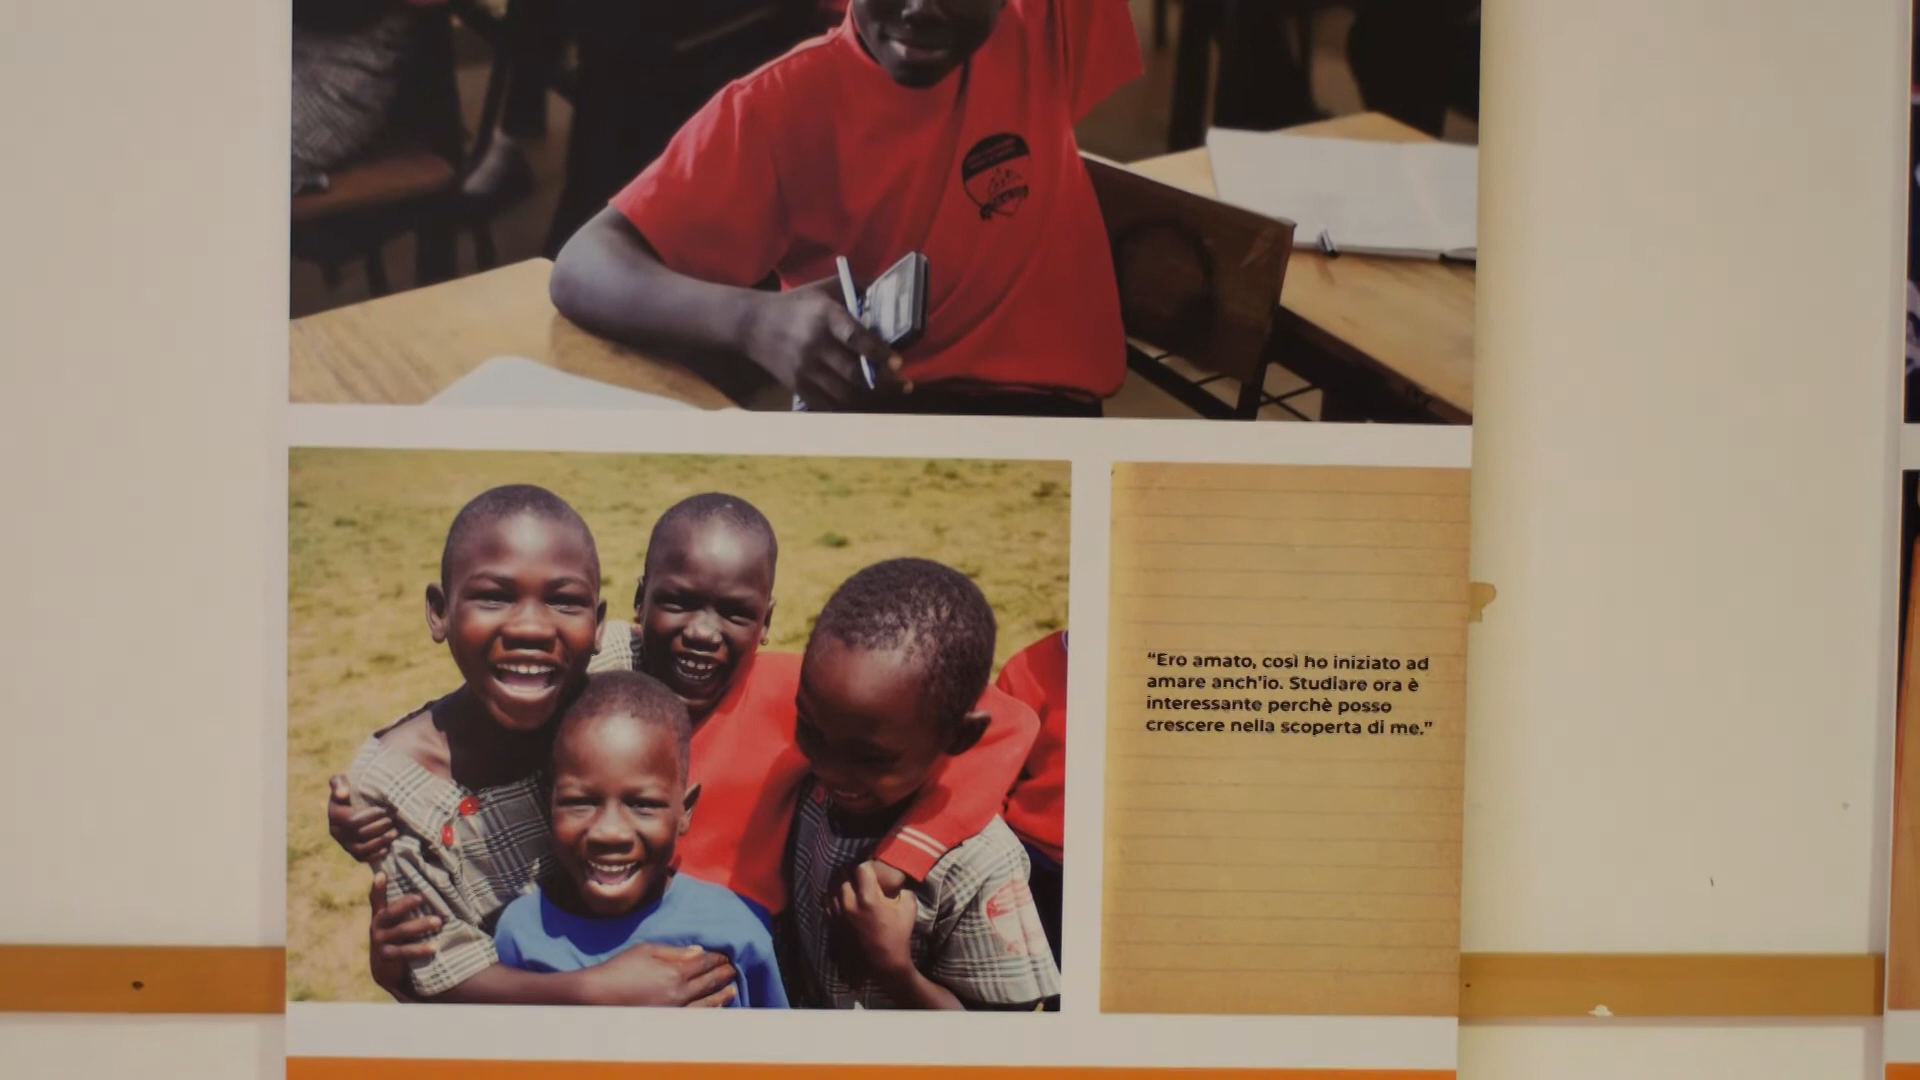 “Ero amato, così ho iniziato ad
amare anch’io. Studiare ora è
interessante perchè posso
crescere nella scoperta di me.”